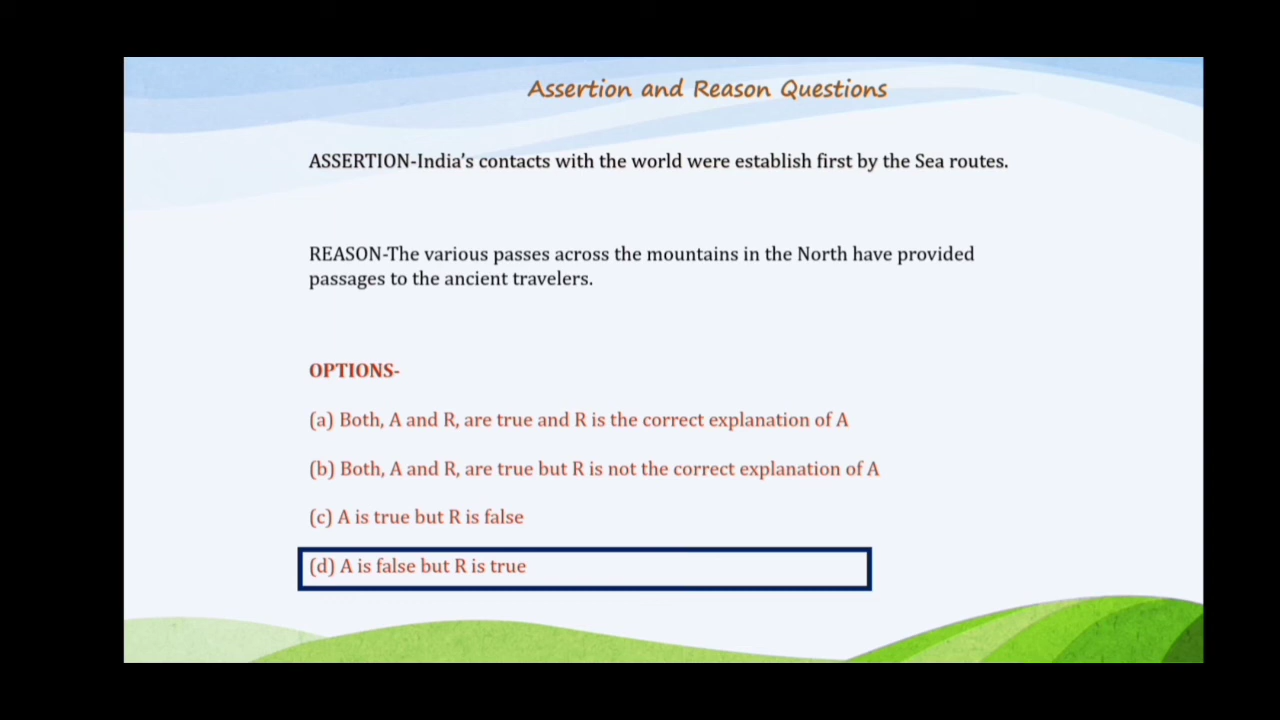 Assertion and Reason Questions
ASSERTION-India’s contacts with the world were establish first by the Sea routes.
REASON-The various passes across the mountains in the North have provided
passages to the ancient travelers.
OPTIONS-
(a) Both, A and R, are true and R is the correct explanation of A
(b) Both, A and R, are true but R is not the correct explanation of A
(c) A is true but R is false
(d) A is false but R is true